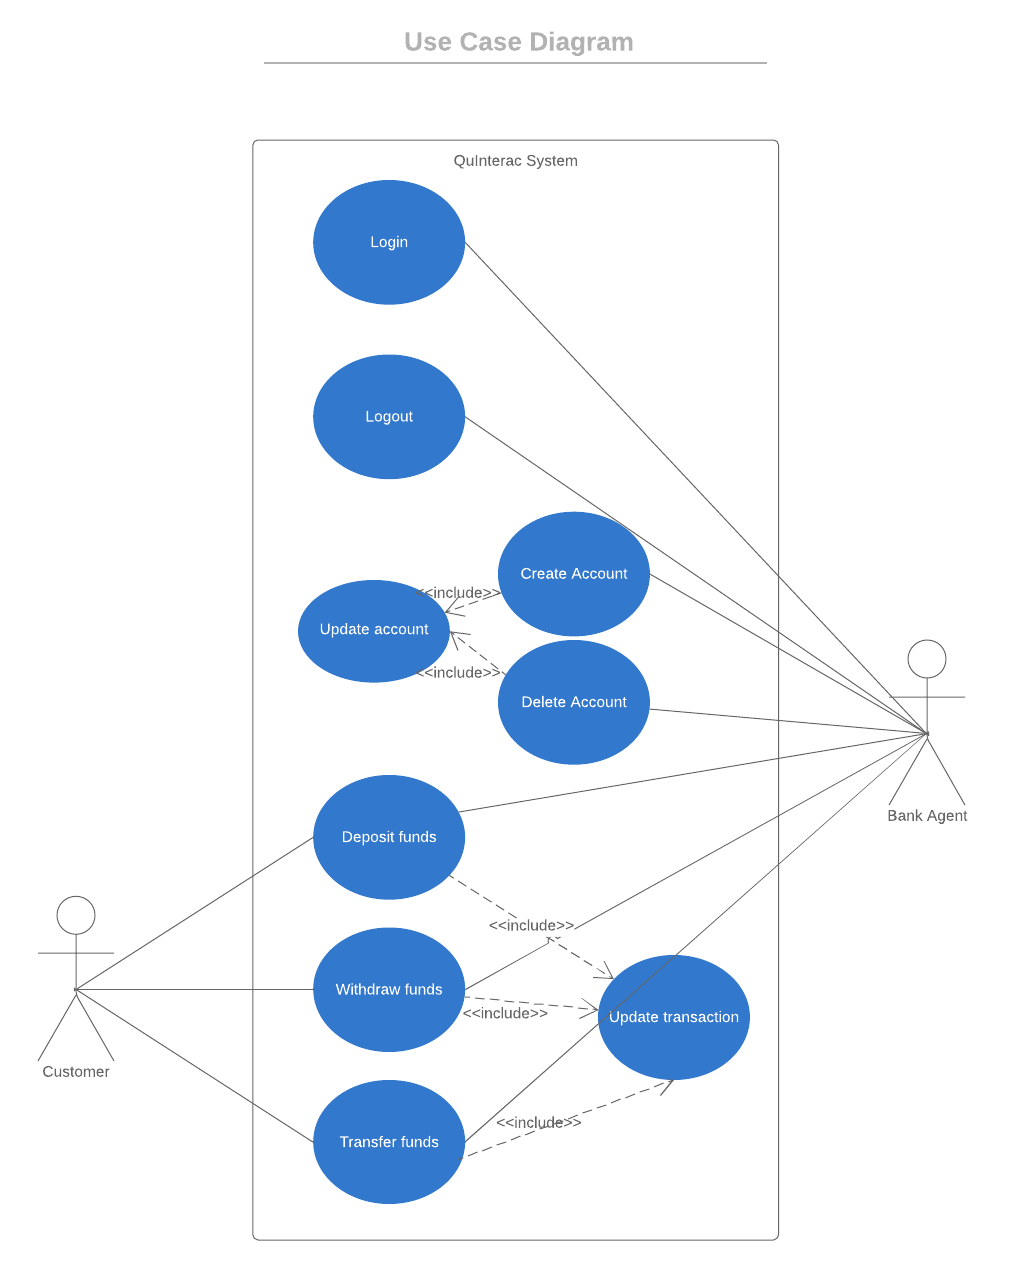 Use Case Diagram
QuInterac System
Login
Logout
Create Account
<<include>>
Update account
<<include>>
Delete Account
Bank Agent
Deposit funds
<<include>>
Withdraw funds
<<include>>
Update transaction
Customer
<<include>>
Transfer funds